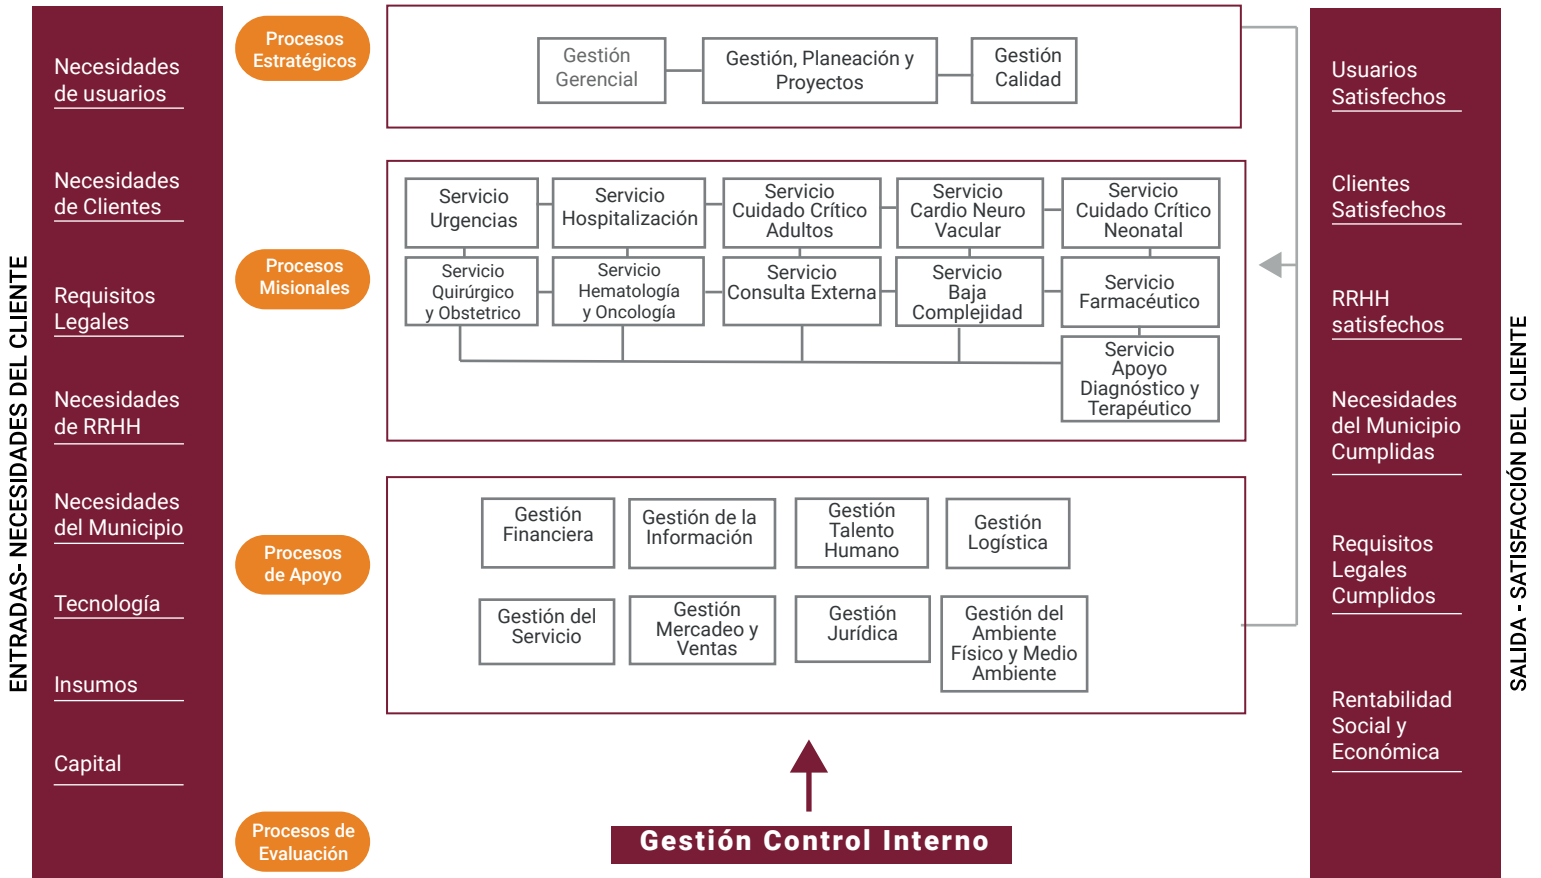 ENTRADAS- NECESIDADES DEL CLIENTE
Necesidades
de usuarios
Necesidades
de Clientes
Requisitos
Legales
Necesidades
de RRHH
Necesidades
del Municipio
Tecnología
Insumos
Capital
Procesos
Estratégicos
Gestión
Gerencial
Gestión, Planeación y
Proyectos
Gestión
Calidad
Procesos
Misionales
Servicio
Urgencias
Servicio
Hospitalización
Servicio
Cuidado Crítico
Adultos
Servicio
Cardio Neuro
Vacular
Servicio
Cuidado Crítico
Neonatal
Servicio
Quirúrgico
y Obstetrico
Servicio
Hematología
y Oncología
Servicio
Consulta Externa
Servicio
Baja
Complejidad
Servicio
Farmacéutico
Servicio
Apoyo
Diagnóstico y
Terapéutico
Procesos
de Apoyo
Gestión
Financiera
Gestión de la
Información
Gestión
Talento
Humano
Gestión
Logística
Gestión del
Servicio
Gestión
Mercadeo y
Ventas
Gestión
Jurídica
Gestión del
Ambiente
Físico y Medio
Ambiente
Procesos de
Evaluación
Gestión Control Interno
Usuarios
Satisfechos
Clientes
Satisfechos
RRHH
satisfechos
Necesidades
del Municipio
Cumplidas
Requisitos
Legales
Cumplidos
Rentabilidad
Social y
Económica
SALIDA - SATISFACCIÓN DEL CLIENTE